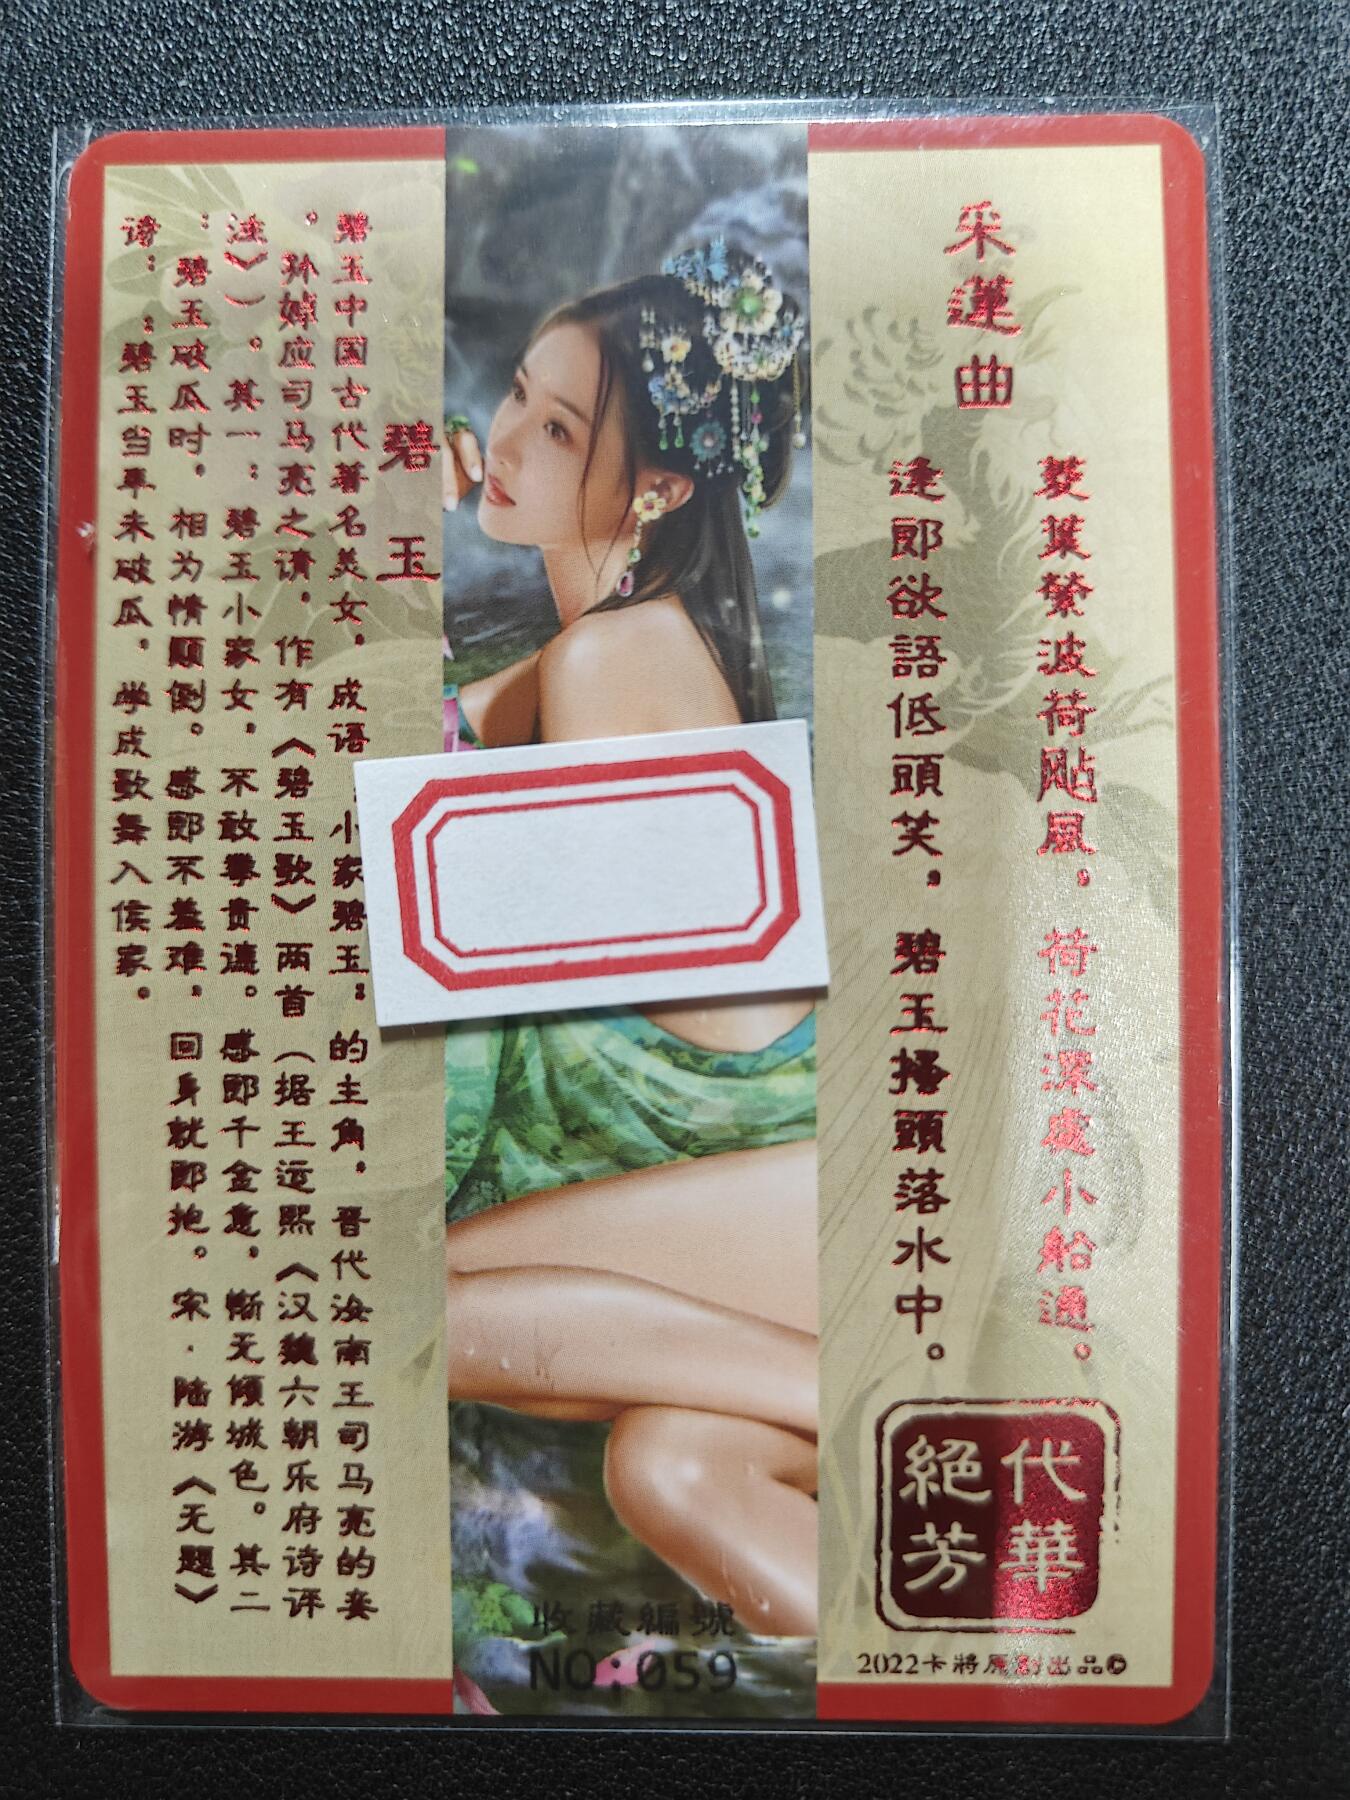 采蓮曲
菱葉縈波荷颭風，荷花深處小船通。
逢郎欲語低頭笑，碧玉搔頭落水中。
代華
絕芳
2022卡將原創出品
碧玉
碧玉中国古代著名美女，成语，小家碧玉；的主角，晋代汝南王司马亮的妾
，孙婥应司马亮之请，作有《碧玉歌》两首（据王运熙《汉魏六朝乐府诗评
注》）。其一：碧玉小家女，不敢攀贵德。感郎千金意，惭无倾城色。其二
：碧玉破瓜时，相为情颠倒。感郎不羞难，回身就郎抱。宋·陆游《无题》
诗：：碧玉当年未破瓜，学成歌舞入侯家。
收藏編號
NO:059